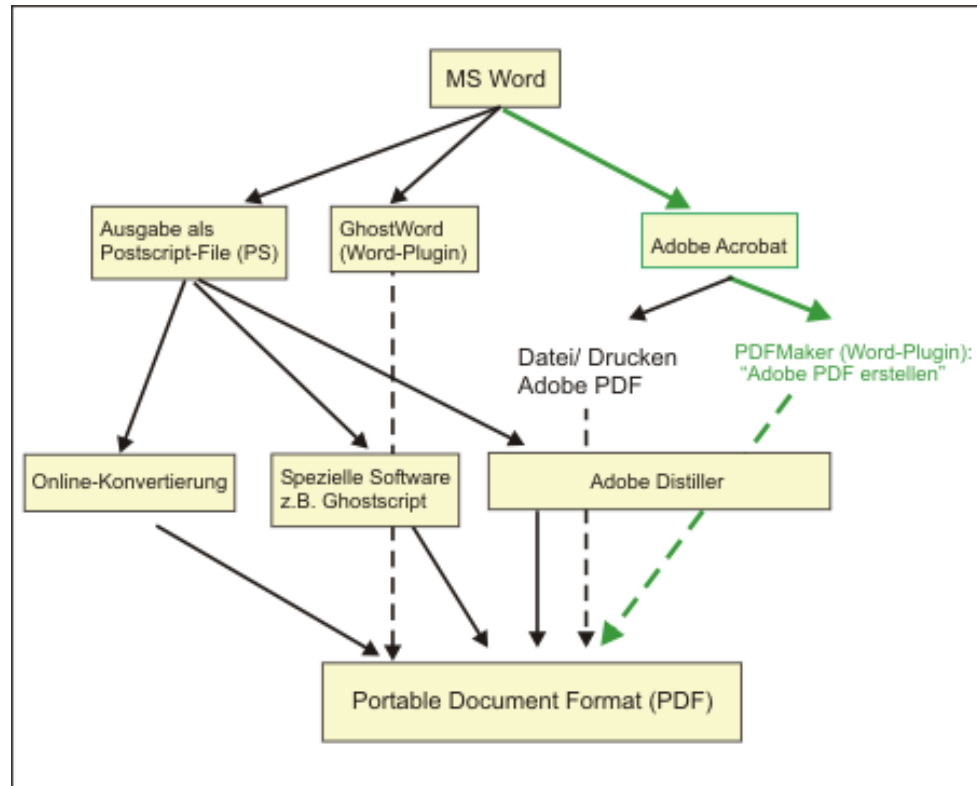 MS Word
Ausgabe als
Postscript-File (PS)
GhostWord
(Word-Plugin)
Adobe Acrobat
Datei/ Drucken
Adobe PDF
PDFMaker (Word-Plugin):
“Adobe PDF erstellen”
Online-Konvertierung
Spezielle Software
z.B. Ghostscript
Adobe Distiller
Portable Document Format (PDF)